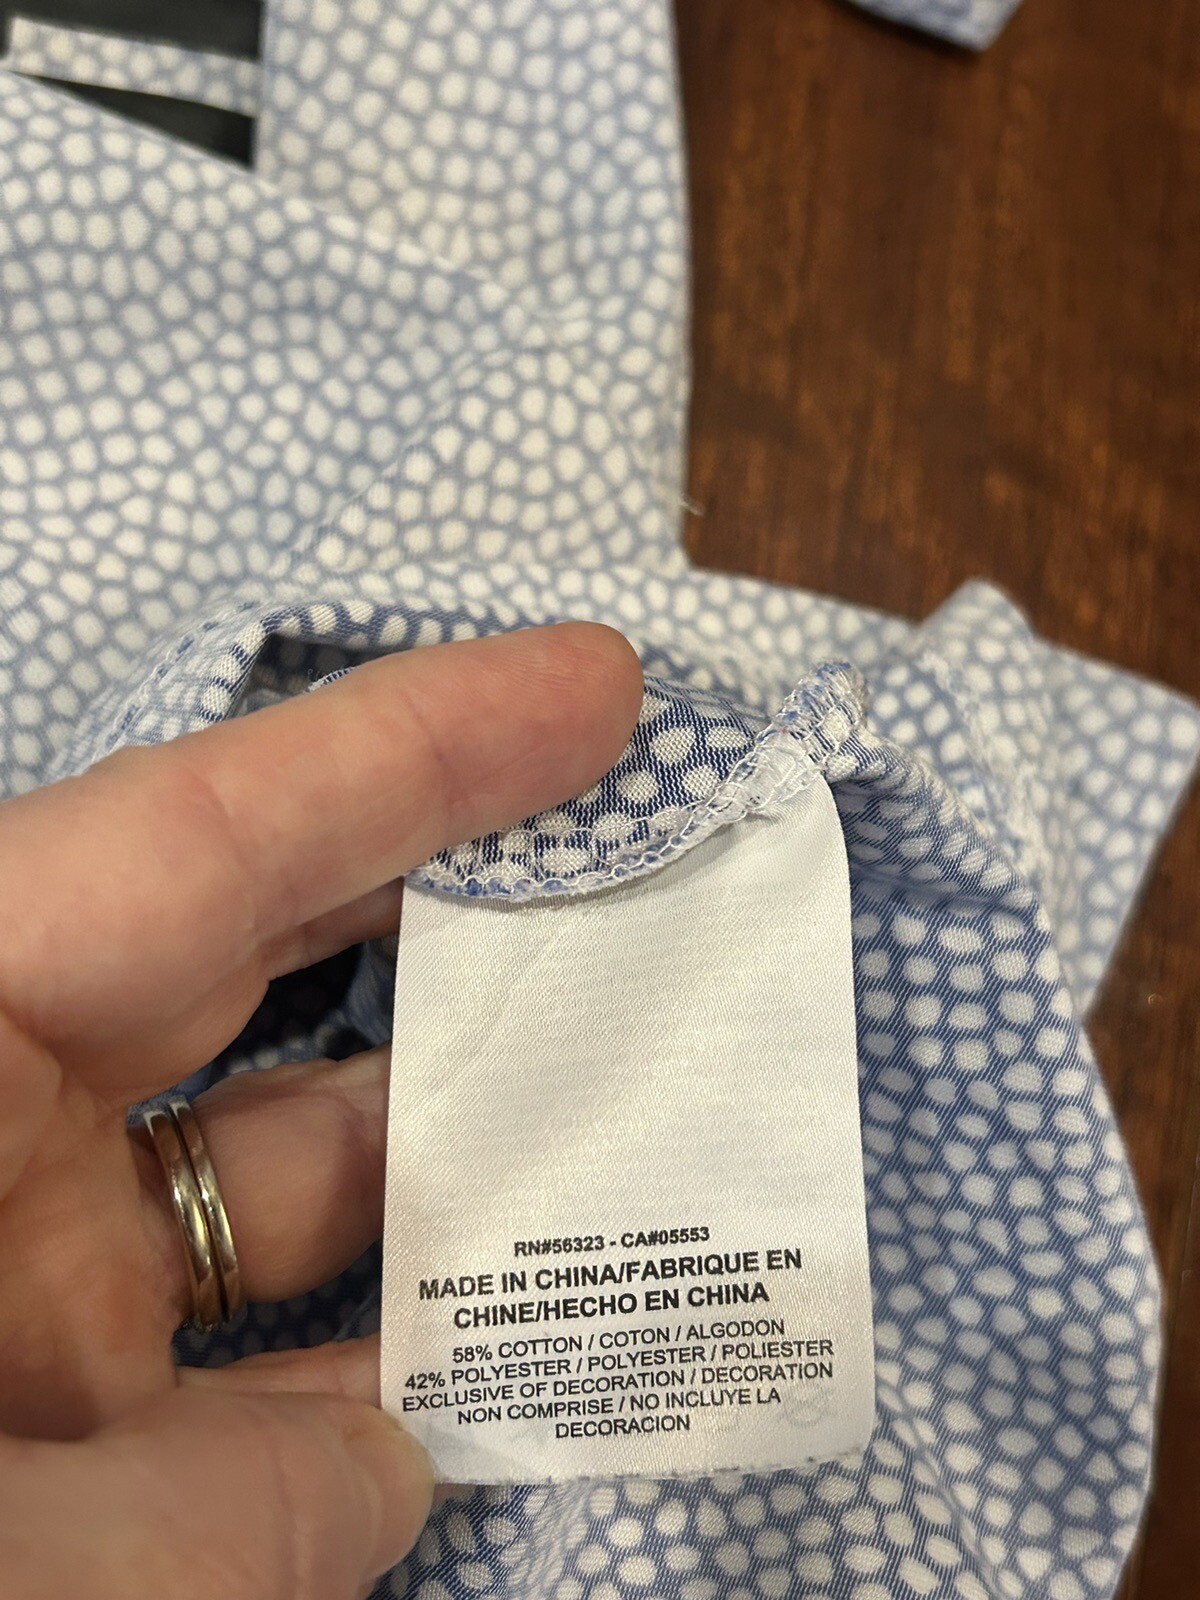 RN#56323 - CA#05553
MADE IN CHINA/FABRIQUE EN
CHINE/HECHO EN CHINA
58% COTTON / COTON / ALGODON
42% POLYESTER / POLYESTER / POLIESTER
EXCLUSIVE OF DECORATION / DECORATION
NON COMPRISE / NO INCLUYE LA
DECORACION